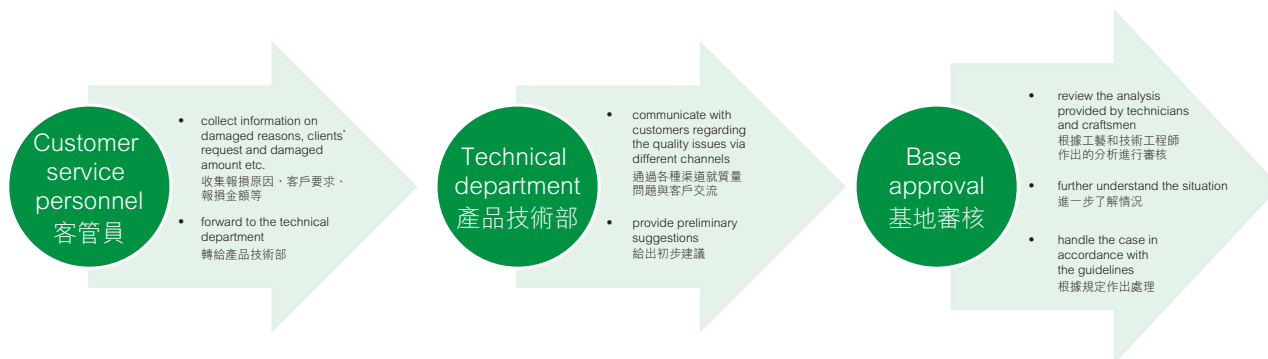 Customer
service
personnel
客管員
• collect information on
damaged reasons, clients'
request and damaged
amount etc.
收集報損原因，客戶要求、
報損金額等
• forward to the technical
department
轉給產品技術部
Technical
department
產品技術部
• communicate with
customers regarding
the quality issues via
different channels
通過各種渠道就質量
問題與客戶交流
• provide preliminary
suggestions
給出初步建議
Base
approval
基地審核
• review the analysis
provided by technicians
and craftsmen
根據工藝和技術工程師
作出的分析進行審核
• further understand the situation
進一步了解情況
• handle the case in
accordance with
the guidelines
根據規定作出處理